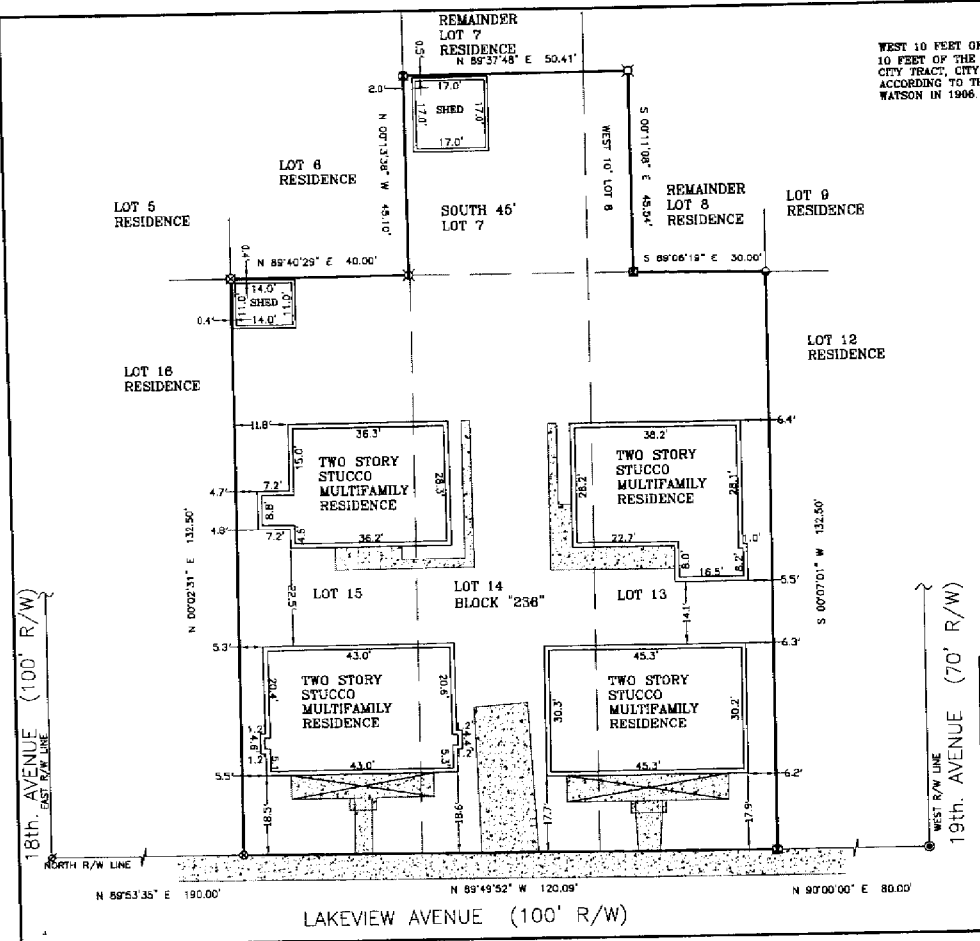 REMAINDER
LOT 7
RESIDENCE
N 89°37'48" E 50.41'
WEST 10 FEET OF
10 FEET OF THE
CITY TRACT, CITY
ACCORDING TO TH
WATSON IN 1906.
0.5'
2.0'
17.0'
17.0'
SHED
17.0'
17.0'
N 00°13'38" W 45.10'
WEST 10' LOT 8
S 00°11'08" E 45.54'
LOT 6
RESIDENCE
LOT 5
RESIDENCE
SOUTH 45'
LOT 7
REMAINDER
LOT 8
RESIDENCE
LOT 9
RESIDENCE
0.4'
N 89°40'29" E 40.00'
S 89°06'19" E 30.00'
14.0'
11.0'
SHED
11.0'
14.0'
0.4'
LOT 16
RESIDENCE
LOT 12
RESIDENCE
11.8'
36.3'
15.0'
TWO STORY
STUCCO
MULTIFAMILY
RESIDENCE
28.3'
7.2'
4.7'
8.8'
4.8'
7.2'
4.5'
36.2'
38.2'
6.4'
TWO STORY
STUCCO
MULTIFAMILY
RESIDENCE
28.2'
28.1'
22.7'
8.0'
8.2'
1.0'
16.5'
5.5'
N 00°02'31" E 132.50'
S 00°07'01" W 132.50'
22.5'
LOT 15
LOT 14
BLOCK "236"
LOT 13
14.1'
5.3'
43.0'
20.4'
TWO STORY
STUCCO
MULTIFAMILY
RESIDENCE
20.6'
4.6'
1.2'
5.1'
4.4'
5.3'
43.0'
5.5'
6.3'
45.3'
TWO STORY
STUCCO
MULTIFAMILY
RESIDENCE
30.3'
30.2'
45.3'
6.2'
18.5'
18.6'
17.7'
17.9'
18th. AVENUE (100' R/W)
EAST R/W LINE
19th. AVENUE (70' R/W)
WEST R/W LINE
NORTH R/W LINE
N 89°53'35" E 190.00'
N 89°49'52" W 120.09'
N 90°00'00" E 80.00'
LAKEVIEW AVENUE (100' R/W)